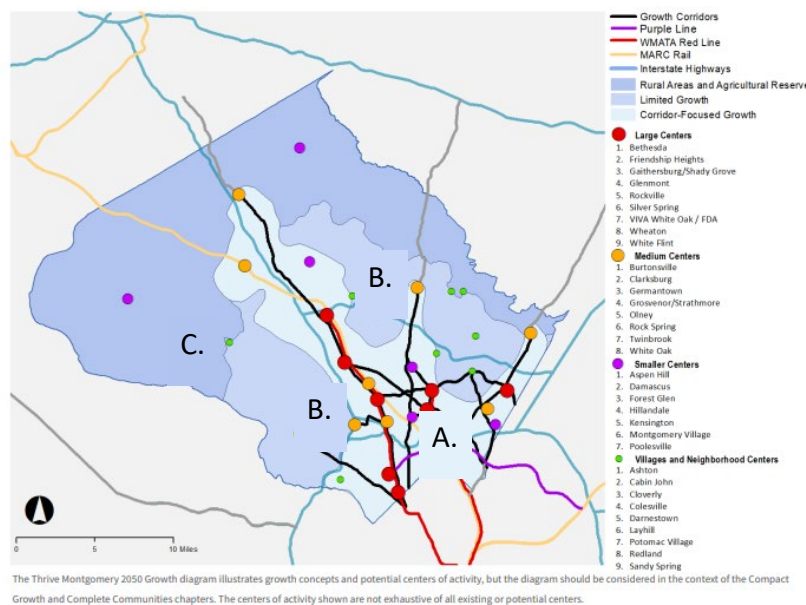 Growth Corridors
Purple Line
WMATA Red Line
MARC Rail
Interstate Highways
Rural Areas and Agricultural Reserve
Limited Growth
Corridor-Focused Growth
Large Centers
1. Bethesda
2. Friendship Heights
3. Gaithersburg/Shady Grove
4. Glenmont
5. Rockville
6. Silver Spring
7. VIVA White Oak / FDA
8. Wheaton
9. White Flint
Medium Centers
1. Burtonsville
2. Clarksburg
3. Germantown
4. Grosvenor/Strathmore
5. Olney
6. Rock Spring
7. Twinbrook
8. White Oak
Smaller Centers
1. Aspen Hill
2. Damascus
3. Forest Glen
4. Hillandale
5. Kensington
6. Montgomery Village
7. Poolesville
Villages and Neighborhood Centers
1. Ashton
2. Cabin John
3. Cloverly
4. Colesville
5. Darnestown
6. Layhill
7. Potomac Village
8. Redland
9. Sandy Spring
B.
C.
B.
A.
0 5 10 Miles
The Thrive Montgomery 2050 Growth diagram illustrates growth concepts and potential centers of activity, but the diagram should be considered in the context of the Compact
Growth and Complete Communities chapters. The centers of activity shown are not exhaustive of all existing or potential centers.